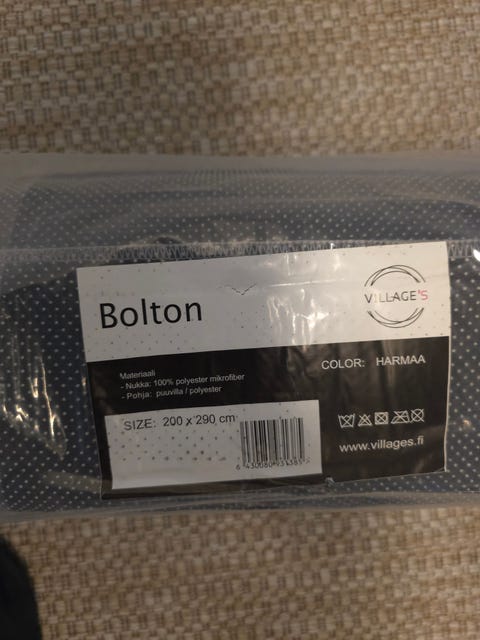 Bolton
VILLAGE'S
Materiaali
- Nukka: 100% polyester mikrofiber
- Pohja: puuvilla / polyester
COLOR: HARMAA
SIZE: 200 x 290 cm
www.villages.fi